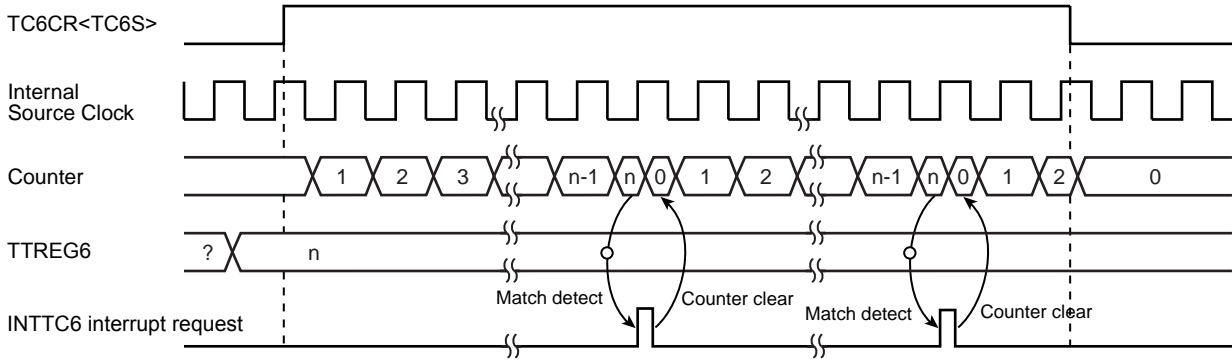 TC6CR<TC6S>
Internal
Source Clock
Counter
1 2 3 n-1 n 0 1 2 n-1 n 0 1 2 0
TTREG6
? n
Match detect Counter clear Match detect Counter clear
INTTC6 interrupt request